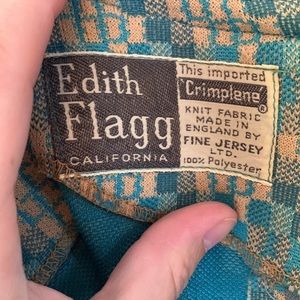 Edith
Flagg
CALIFORNIA
This imported
'Crimplene'®
KNIT FABRIC
MADE IN
ENGLAND BY
FINE JERSEY
LTD.
100% Polyester